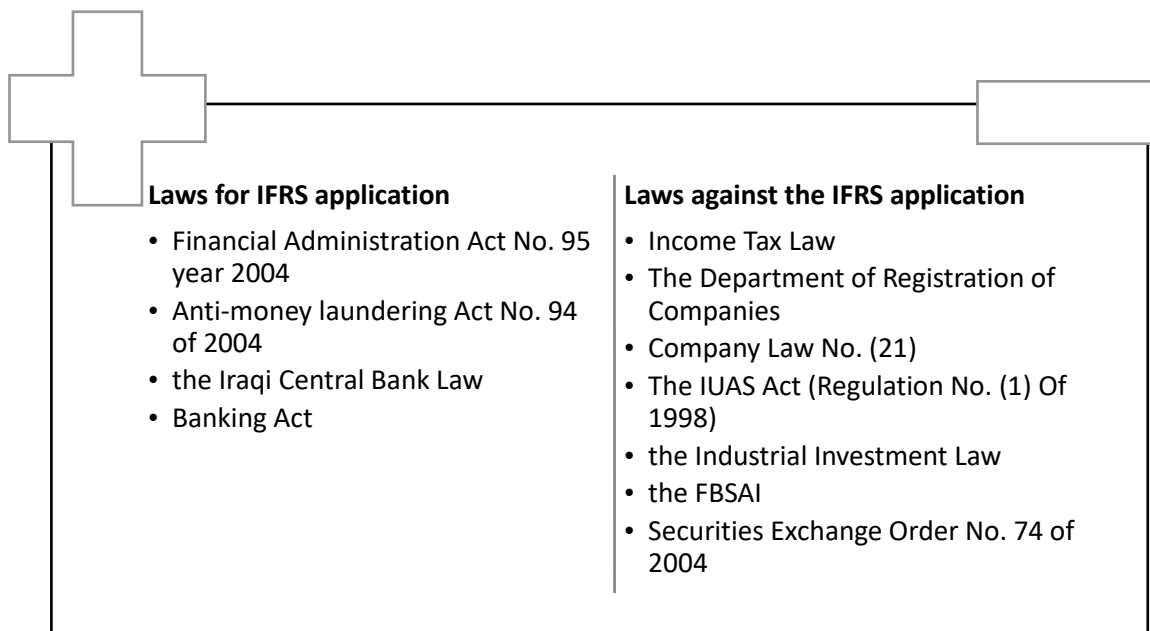 Laws for IFRS application
• Financial Administration Act No. 95
year 2004
• Anti-money laundering Act No. 94
of 2004
• the Iraqi Central Bank Law
• Banking Act
Laws against the IFRS application
• Income Tax Law
• The Department of Registration of
Companies
• Company Law No. (21)
• The IUAS Act (Regulation No. (1) Of
1998)
• the Industrial Investment Law
• the FBSAI
• Securities Exchange Order No. 74 of
2004